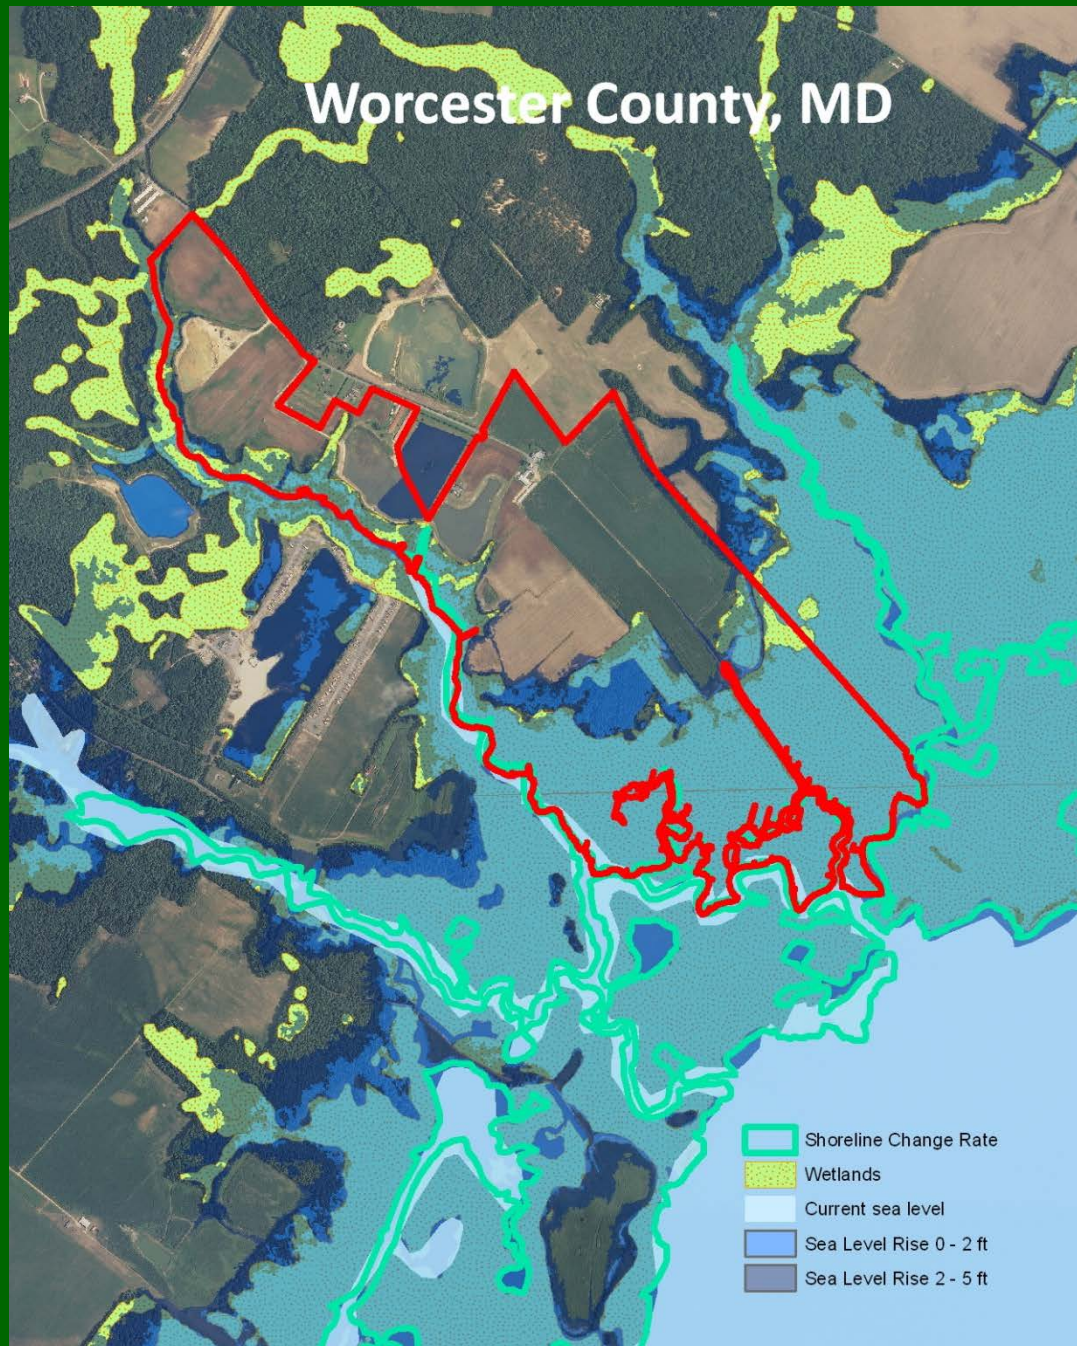 Worcester County, MD
Shoreline Change Rate
Wetlands
Current sea level
Sea Level Rise 0 - 2 ft
Sea Level Rise 2 - 5 ft